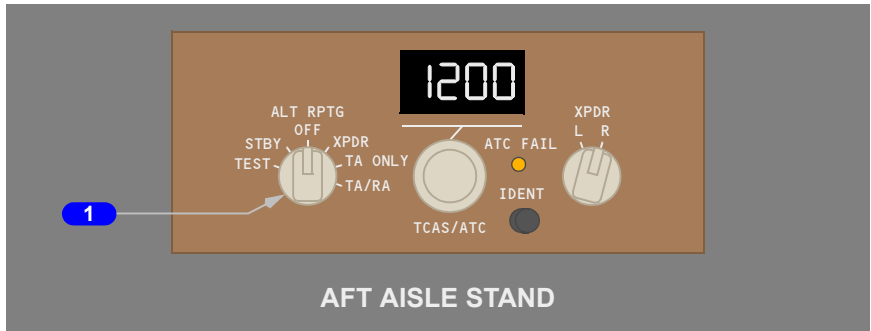 1200
ALT RPTG
OFF
STBY
XPDR
TEST
TA ONLY
TA/RA
TCAS/ATC
ATC FAIL
IDENT
XPDR
L R
1
AFT AISLE STAND